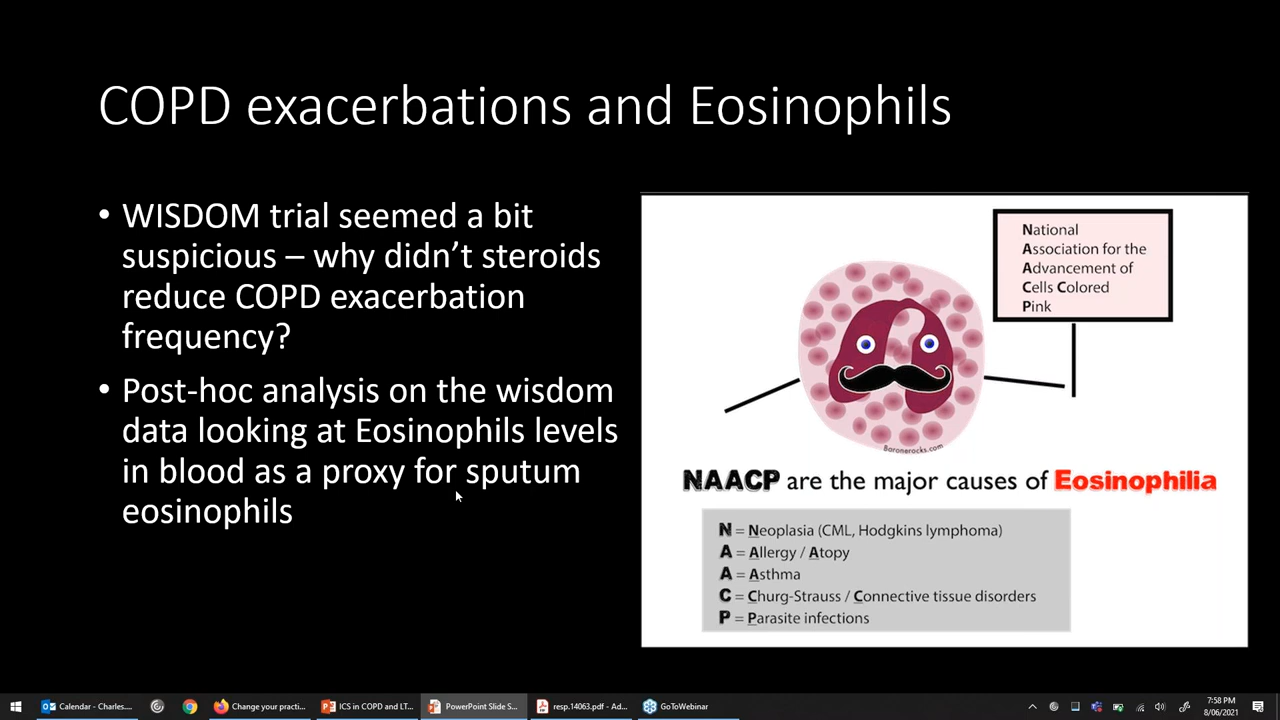 COPD exacerbations and Eosinophils
• WISDOM trial seemed a bit
suspicious – why didn't steroids
reduce COPD exacerbation
frequency?
• Post-hoc analysis on the wisdom
data looking at Eosinophils levels
in blood as a proxy for sputum
eosinophils
National
Association for the
Advancement of
Cells Colored
Pink
Baronerocks.com
NAACP are the major causes of Eosinophilia
N = Neoplasia (CML, Hodgkins lymphoma)
A = Allergy / Atopy
A = Asthma
C = Churg-Strauss / Connective tissue disorders
P = Parasite infections
Calendar - Charles....
Change your practi...
ICS in COPD and LT...
PowerPoint Slide S...
resp.14063.pdf - Ad...
GoToWebinar
7:58 PM
8/06/2021